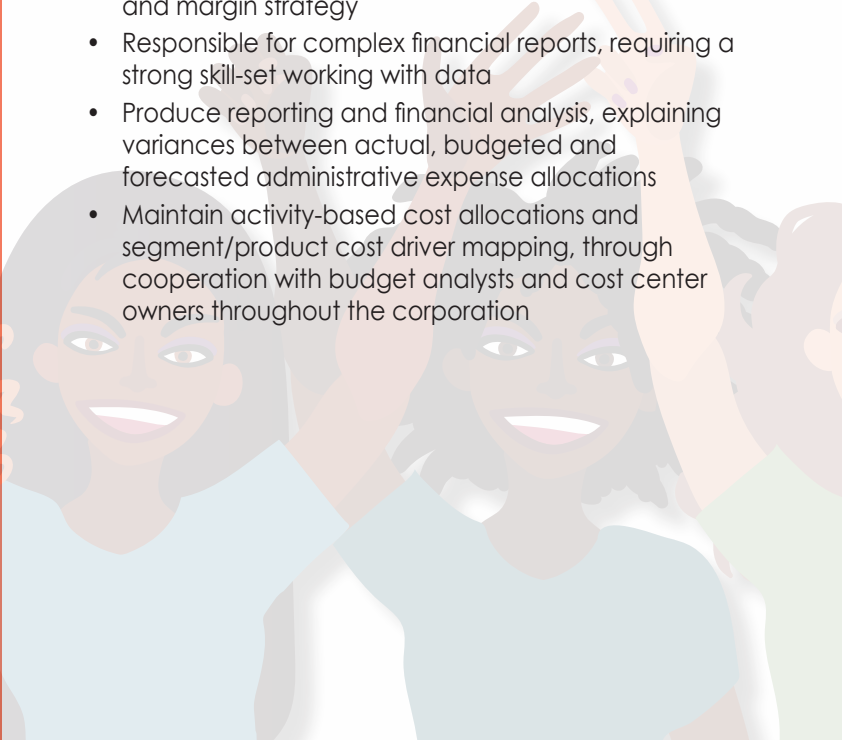 and margin strategy
• Responsible for complex financial reports, requiring a
strong skill-set working with data
• Produce reporting and financial analysis, explaining
variances between actual, budgeted and
forecasted administrative expense allocations
• Maintain activity-based cost allocations and
segment/product cost driver mapping, through
cooperation with budget analysts and cost center
owners throughout the corporation